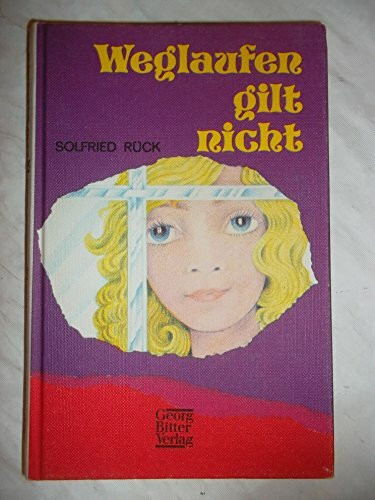 Weglaufen
gilt
nicht
SOLFRIED RÜCK
Georg
Bitter
Verlag